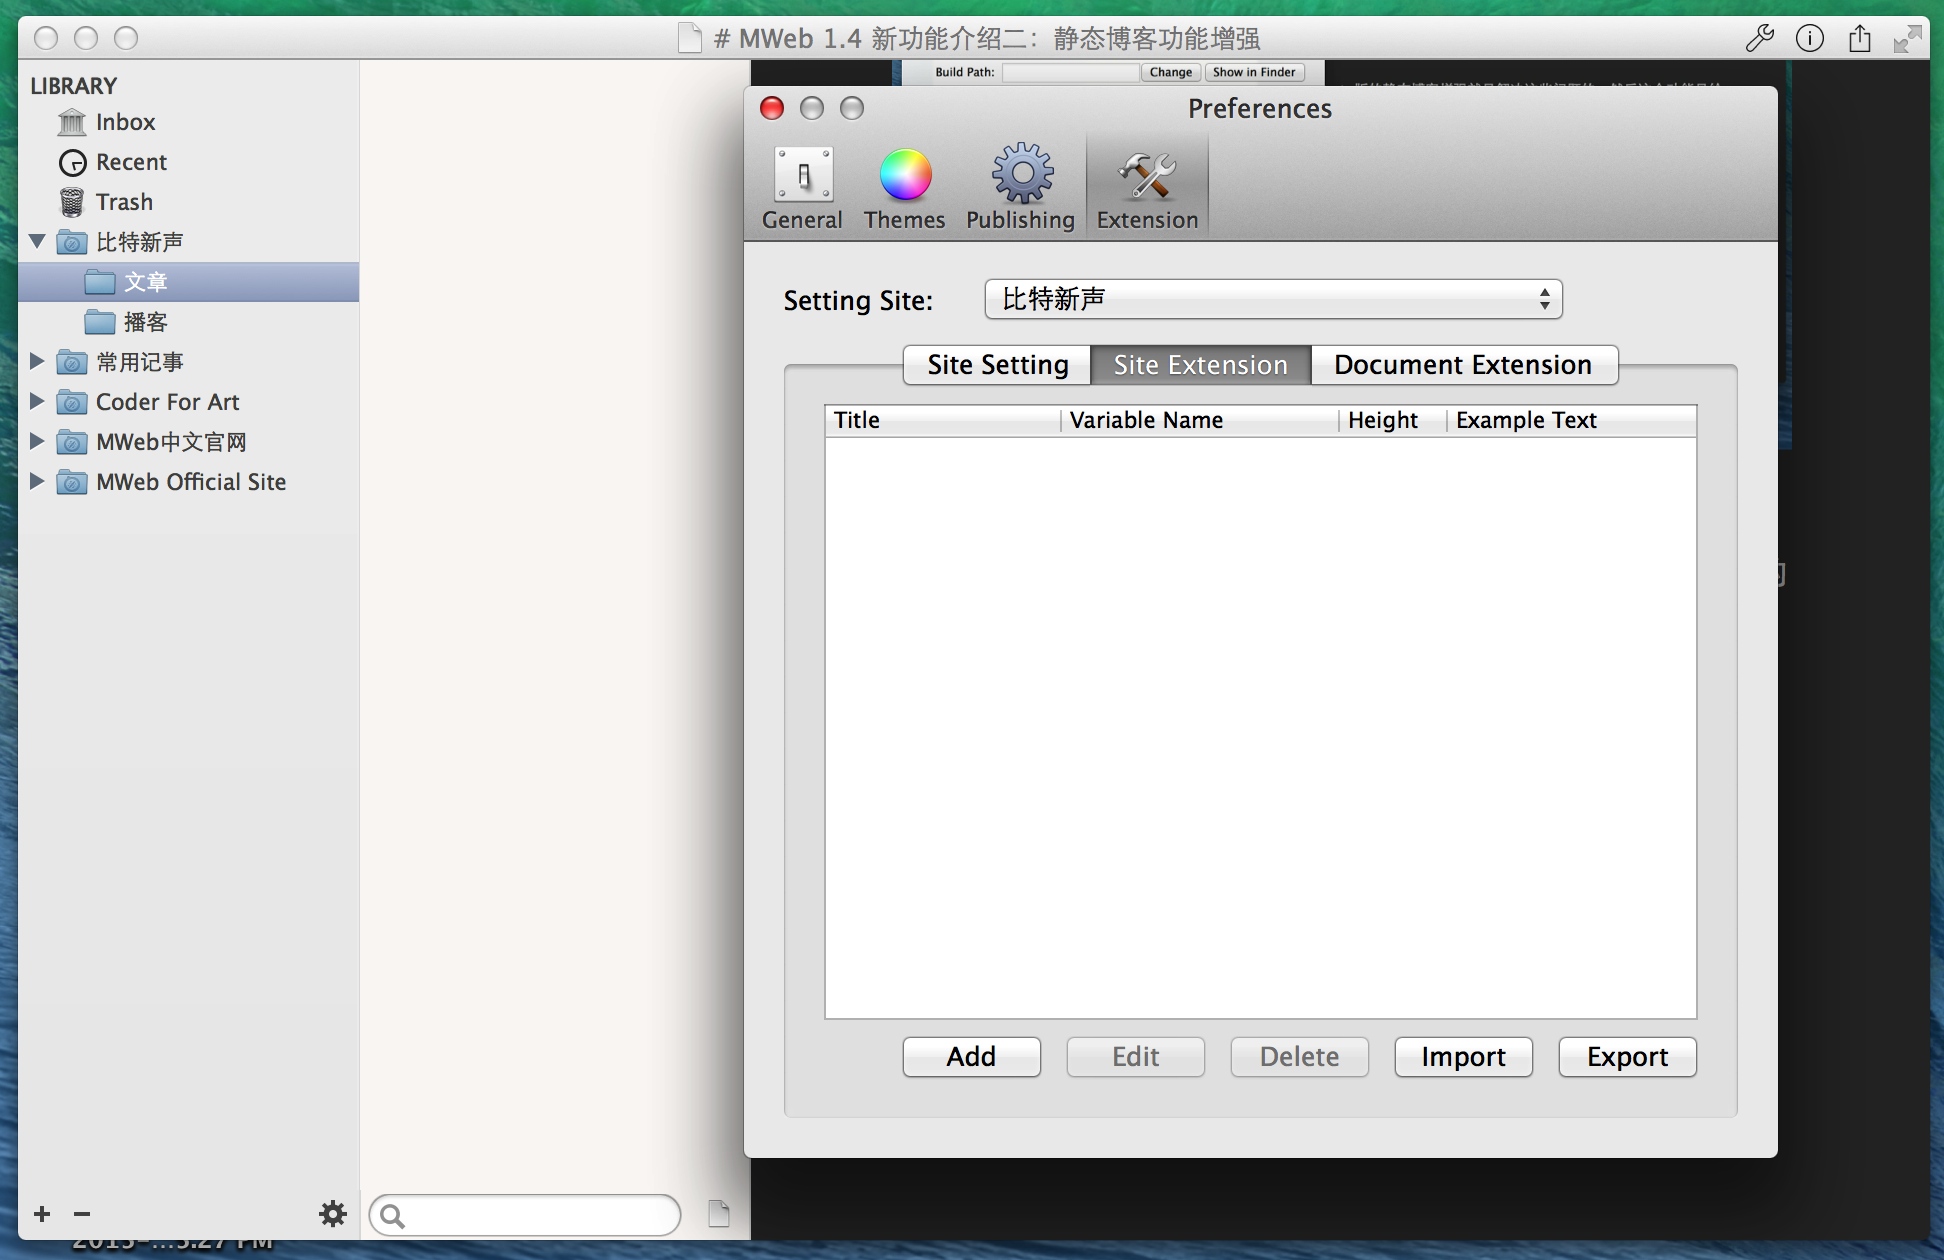 # MWeb 1.4 新功能介绍二：静态博客功能增强
LIBRARY
Inbox
Recent
Trash
比特新声
文章
播客
常用记事
Coder For Art
MWeb中文官网
MWeb Official Site
Build Path:
Change
Show in Finder
Preferences
General
Themes
Publishing
Extension
Setting Site:
比特新声
Site Setting
Site Extension
Document Extension
Title
Variable Name
Height
Example Text
Add
Edit
Delete
Import
Export